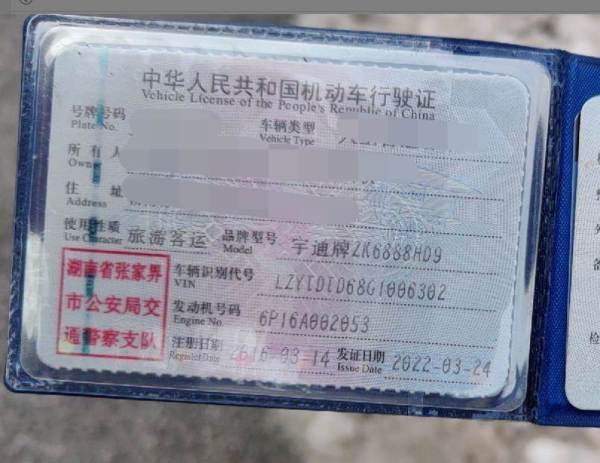 中华人民共和国机动车行驶证
Vehicle License of the People's Republic of China
号牌号码 车辆类型
Plate No. Vehicle Type
所有人
Owner
住址
Address
使用性质 旅游客运 品牌型号 宇通牌ZK6888HD9
Use Character Model
湖南省张家界
市公安局交
通警察支队
车辆识别代号 LZYTDTD68G1006302
VIN
发动机号码 6P16A002053
Engine No.
注册日期 2016-03-14 发证日期 2022-03-24
Register Date Issue Date